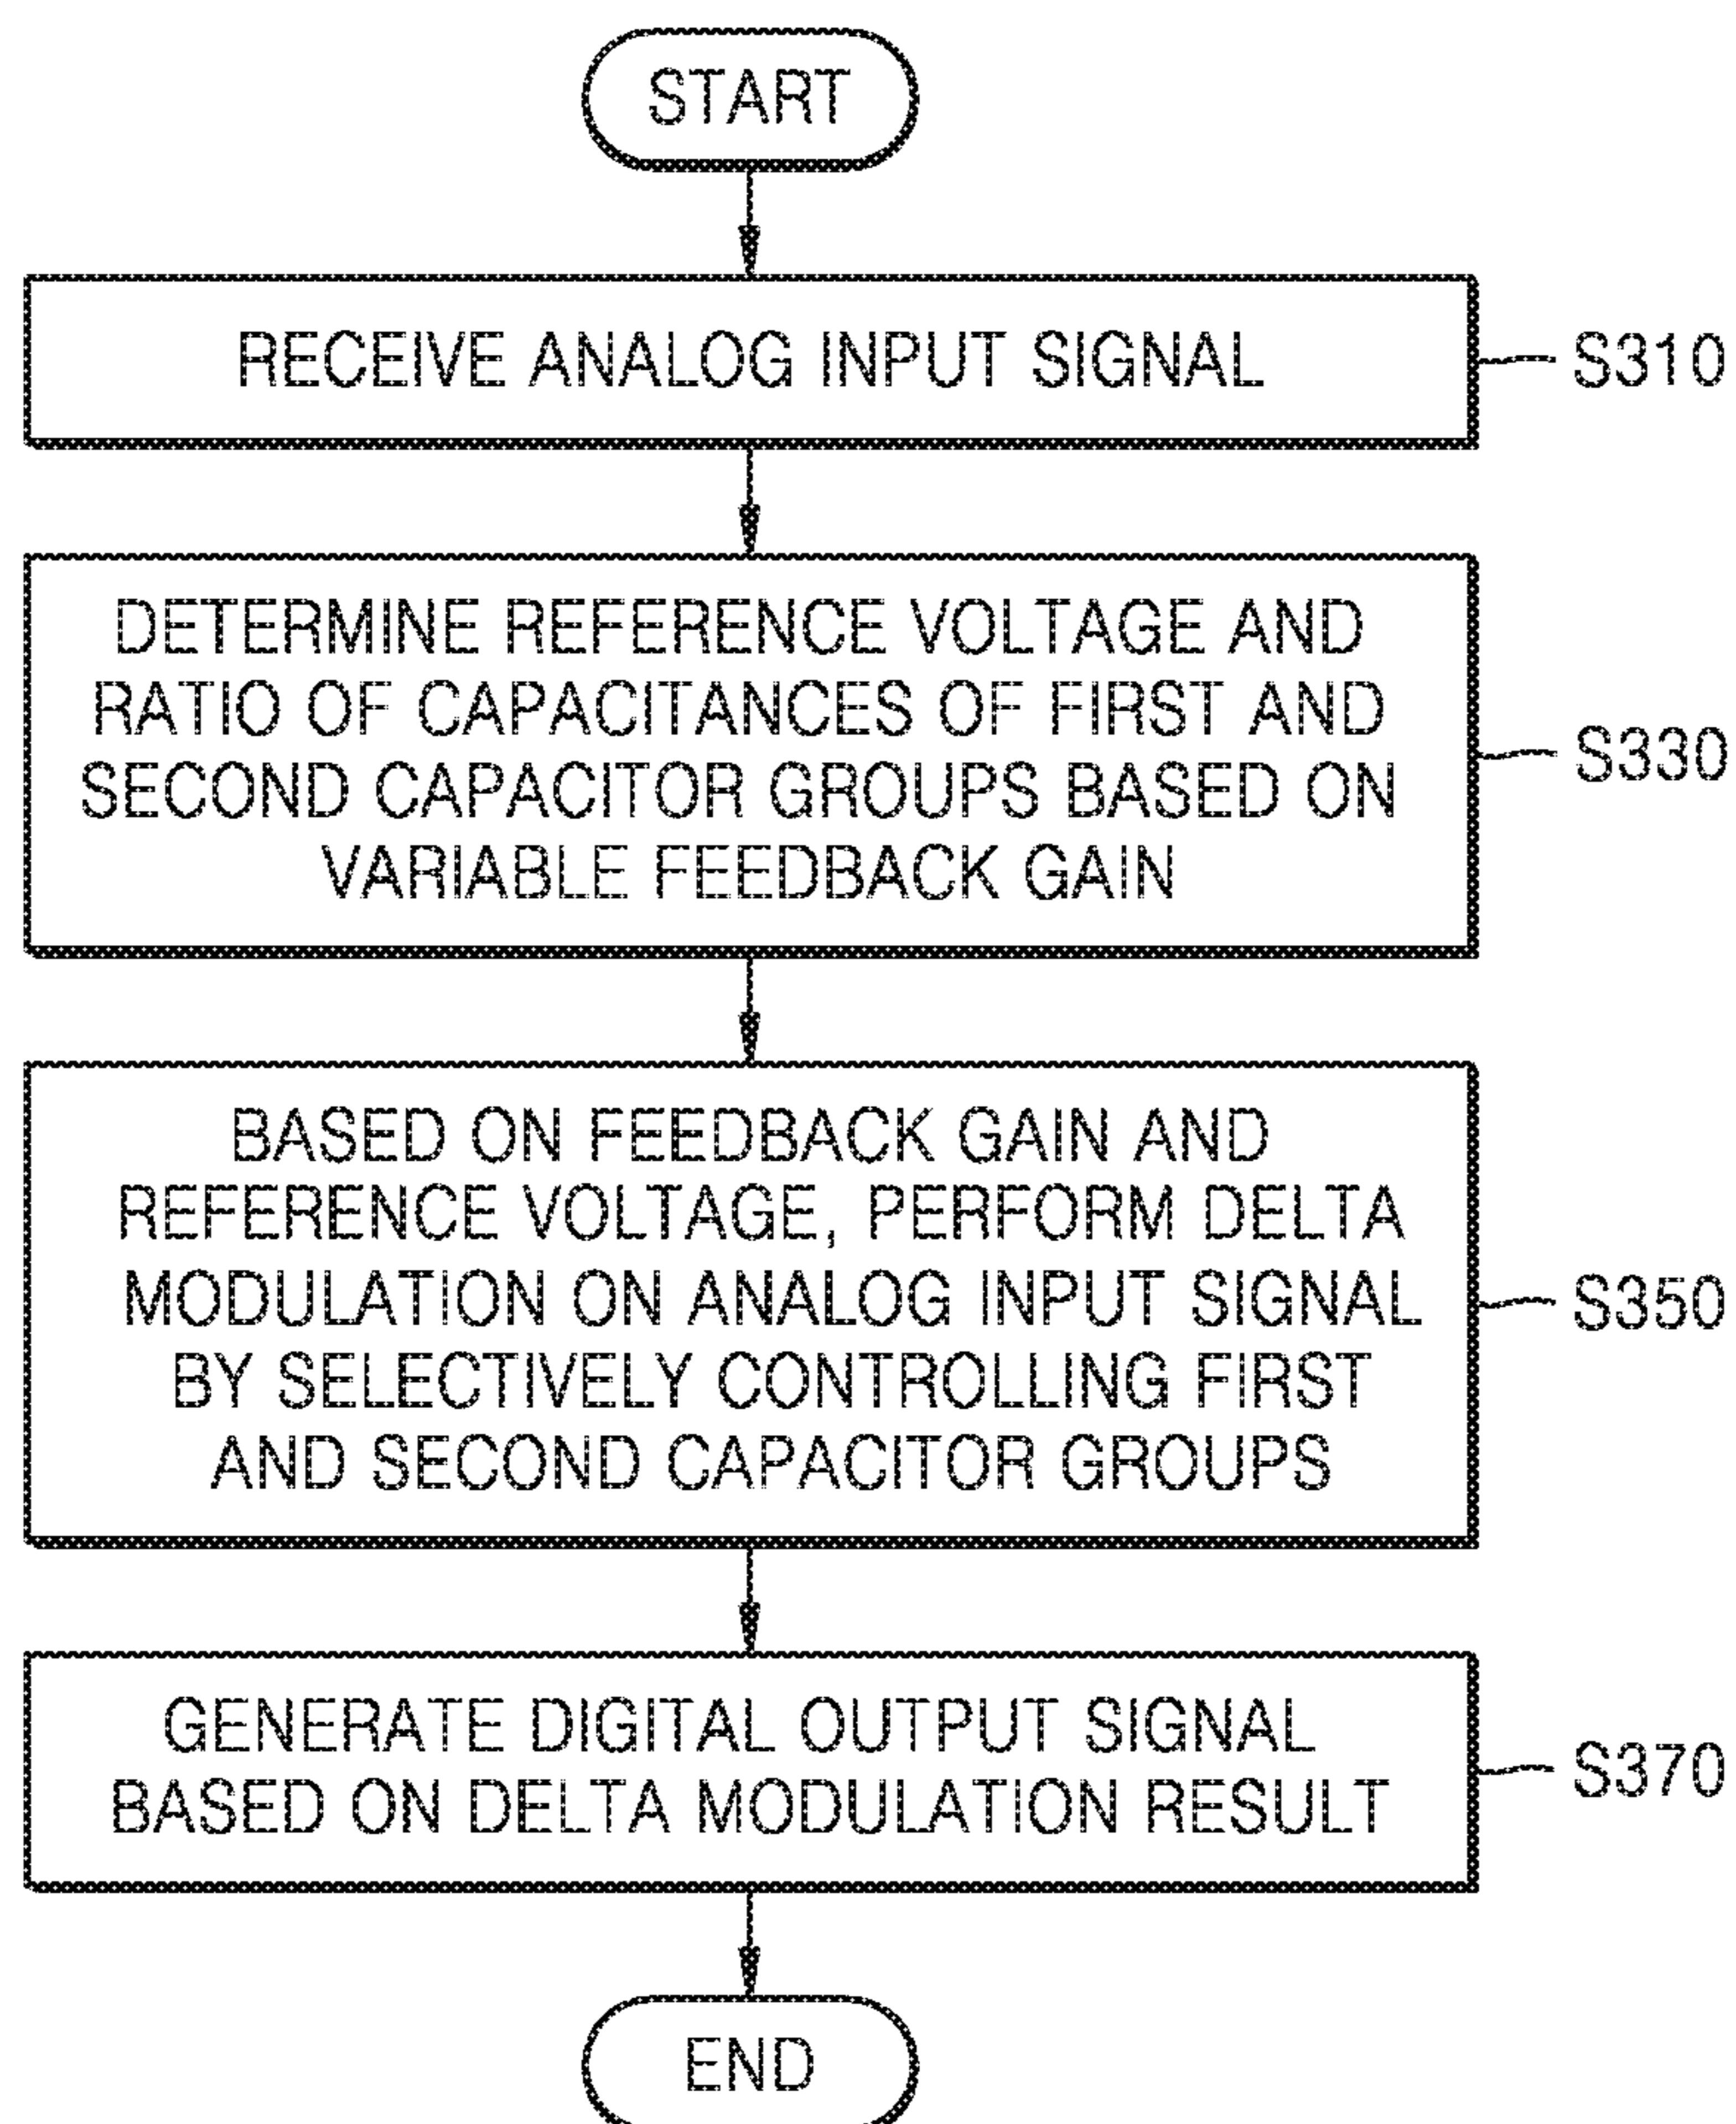 START
RECEIVE ANALOG INPUT SIGNAL
S310
DETERMINE REFERENCE VOLTAGE AND
RATIO OF CAPACITANCES OF FIRST AND
SECOND CAPACITOR GROUPS BASED ON
VARIABLE FEEDBACK GAIN
S330
BASED ON FEEDBACK GAIN AND
REFERENCE VOLTAGE, PERFORM DELTA
MODULATION ON ANALOG INPUT SIGNAL
BY SELECTIVELY CONTROLLING FIRST
AND SECOND CAPACITOR GROUPS
S350
GENERATE DIGITAL OUTPUT SIGNAL
BASED ON DELTA MODULATION RESULT
S370
END